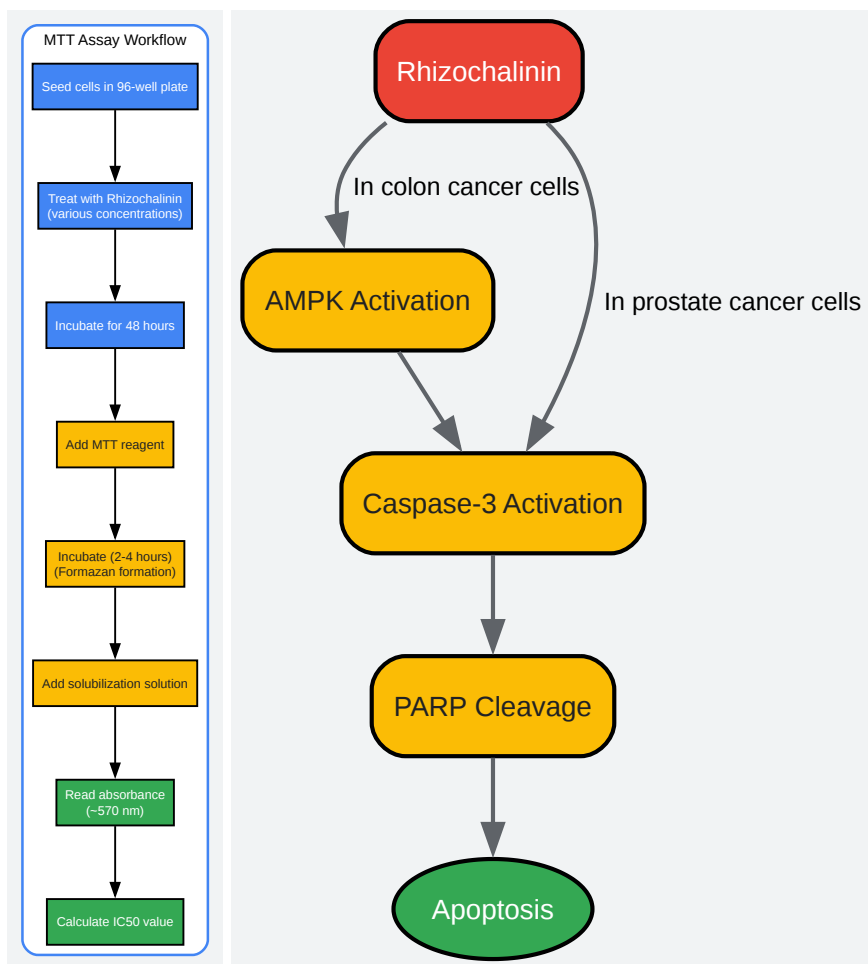 MTT Assay Workflow
Seed cells in 96-well plate
Treat with Rhizochalinin
(various concentrations)
Incubate for 48 hours
Add MTT reagent
Incubate (2-4 hours)
(Formazan formation)
Add solubilization solution
Read absorbance
(~570 nm)
Calculate IC50 value
Rhizochalinin
In colon cancer cells
AMPK Activation
In prostate cancer cells
Caspase-3 Activation
PARP Cleavage
Apoptosis